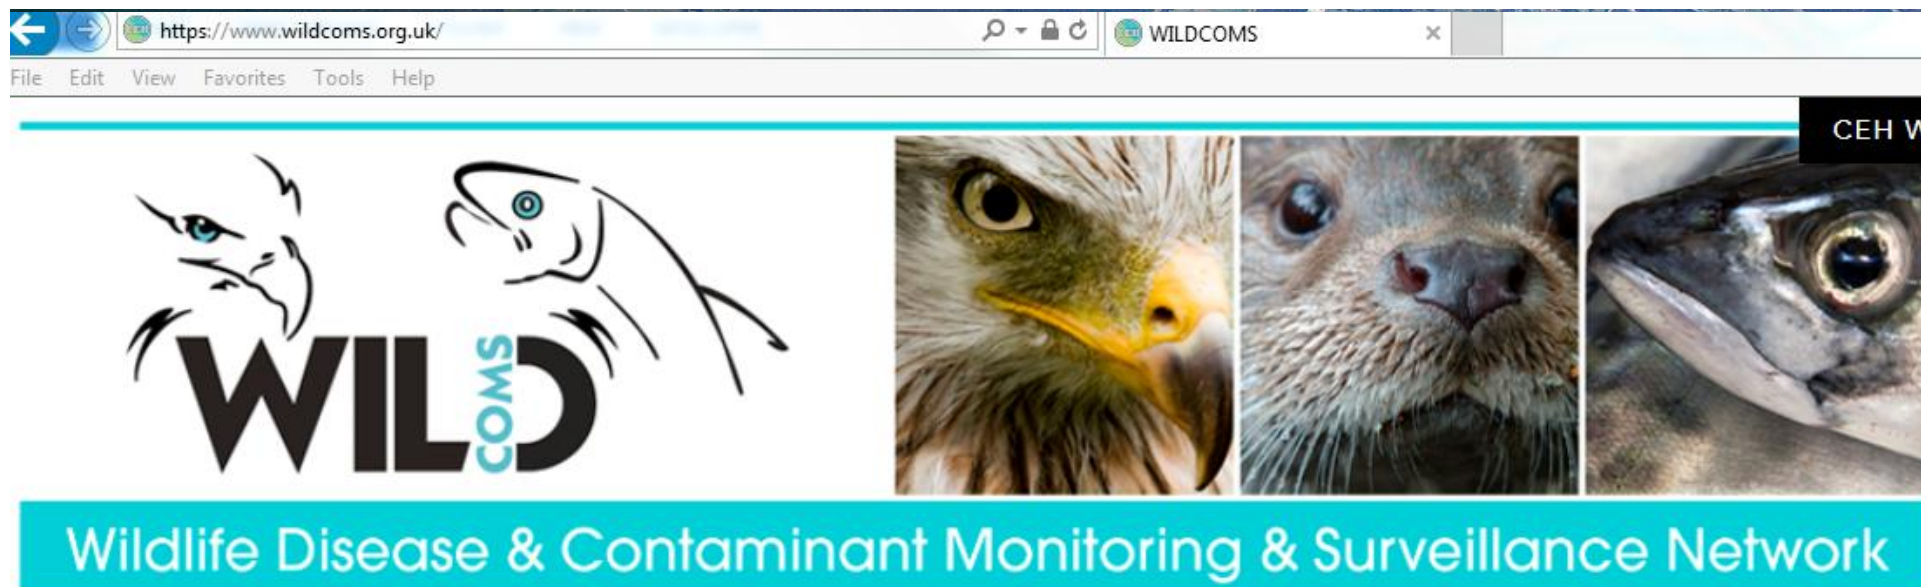 https://www.wildcoms.org.uk/
WILDCOMS
File Edit View Favorites Tools Help
CEH W
WILD
COMS
Wildlife Disease & Contaminant Monitoring & Surveillance Network